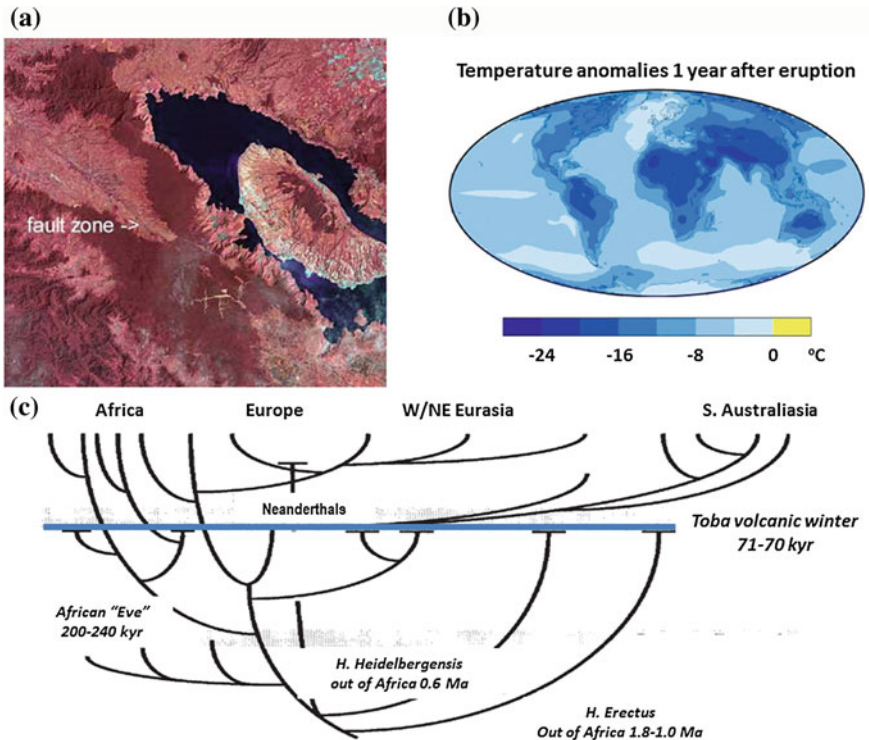 (a)
fault zone ->
(b)
Temperature anomalies 1 year after eruption
-24 -16 -8 0 ºC
(c)
Africa Europe W/NE Eurasia S. Australiasia
Neanderthals
Toba volcanic winter
71-70 kyr
African “Eve”
200-240 kyr
H. Heidelbergensis
out of Africa 0.6 Ma
H. Erectus
Out of Africa 1.8-1.0 Ma